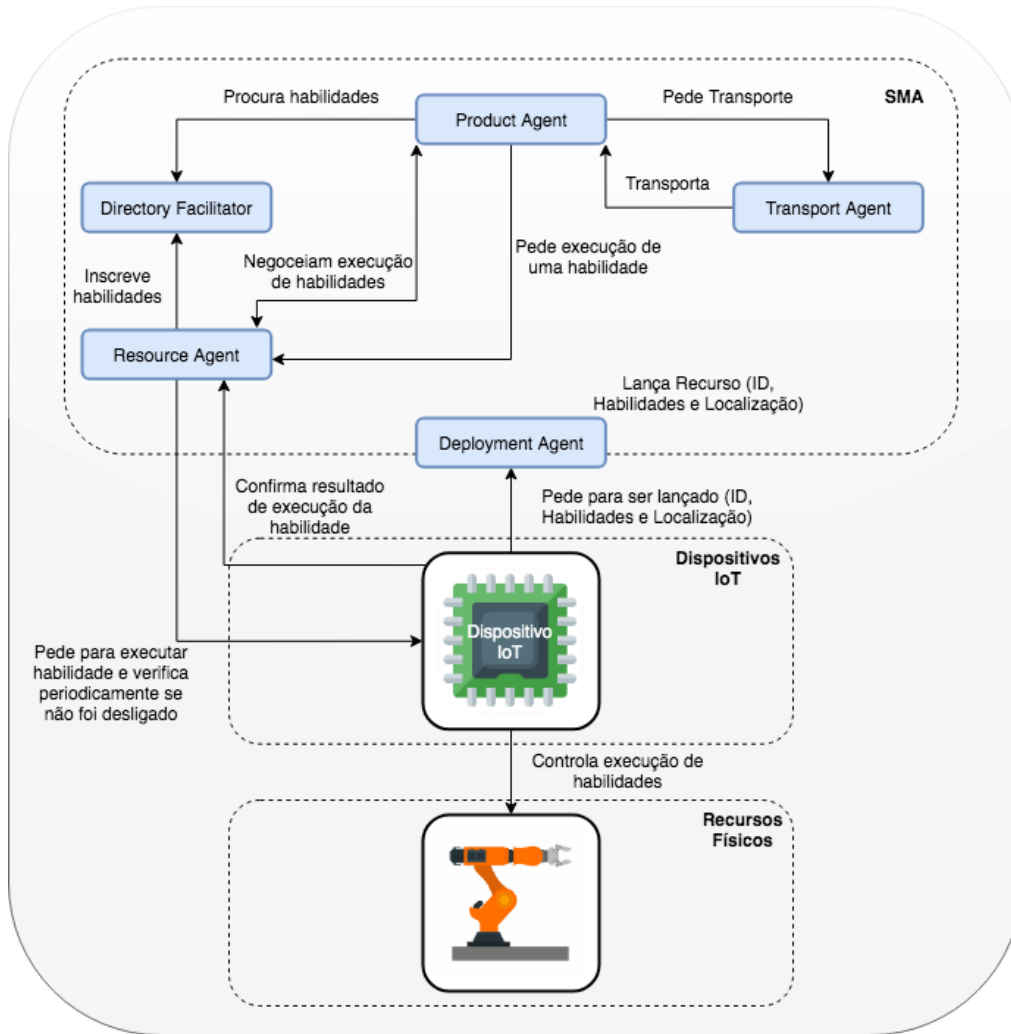 Procura habilidades
Pede Transporte
SMA
Product Agent
Transporta
Directory Facilitator
Transport Agent
Pede execução de
uma habilidade
Negoceiam execução
de habilidades
Inscreve
habilidades
Resource Agent
Lança Recurso (ID,
Habilidades e Localização)
Deployment Agent
Confirma resultado
de execução da
habilidade
Pede para ser lançado (ID,
Habilidades e Localização)
Dispositivos
IoT
Dispositivo
IoT
Pede para executar
habilidade e verifica
periodicamente se
não foi desligado
Controla execução de
habilidades
Recursos
Físicos